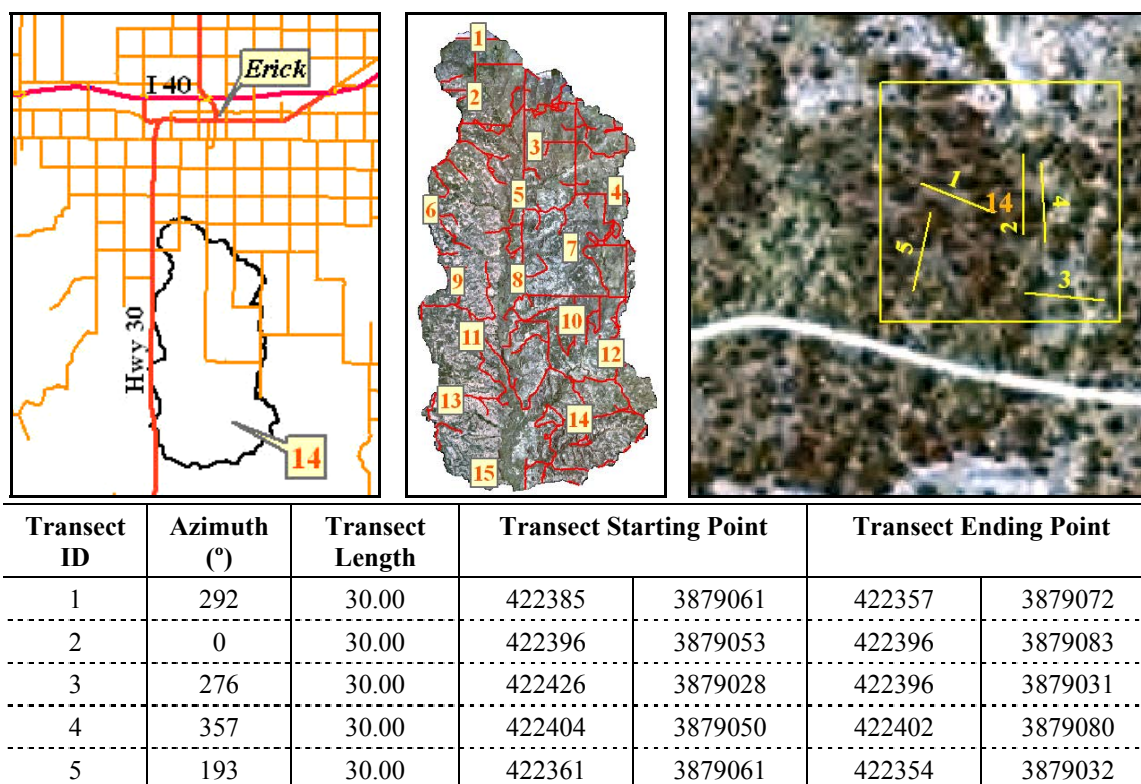 I 40
Erick
Hwy 30
14
1
2
3
4
5
6
7
8
9
10
11
12
13
14
15
1
14
2
4
5
3
Transect ID | Azimuth (º) | Transect Length | Transect Starting Point | Transect Ending Point
1 | 292 | 30.00 | 422385 | 3879061 | 422357 | 3879072
2 | 0 | 30.00 | 422396 | 3879053 | 422396 | 3879083
3 | 276 | 30.00 | 422426 | 3879028 | 422396 | 3879031
4 | 357 | 30.00 | 422404 | 3879050 | 422402 | 3879080
5 | 193 | 30.00 | 422361 | 3879061 | 422354 | 3879032